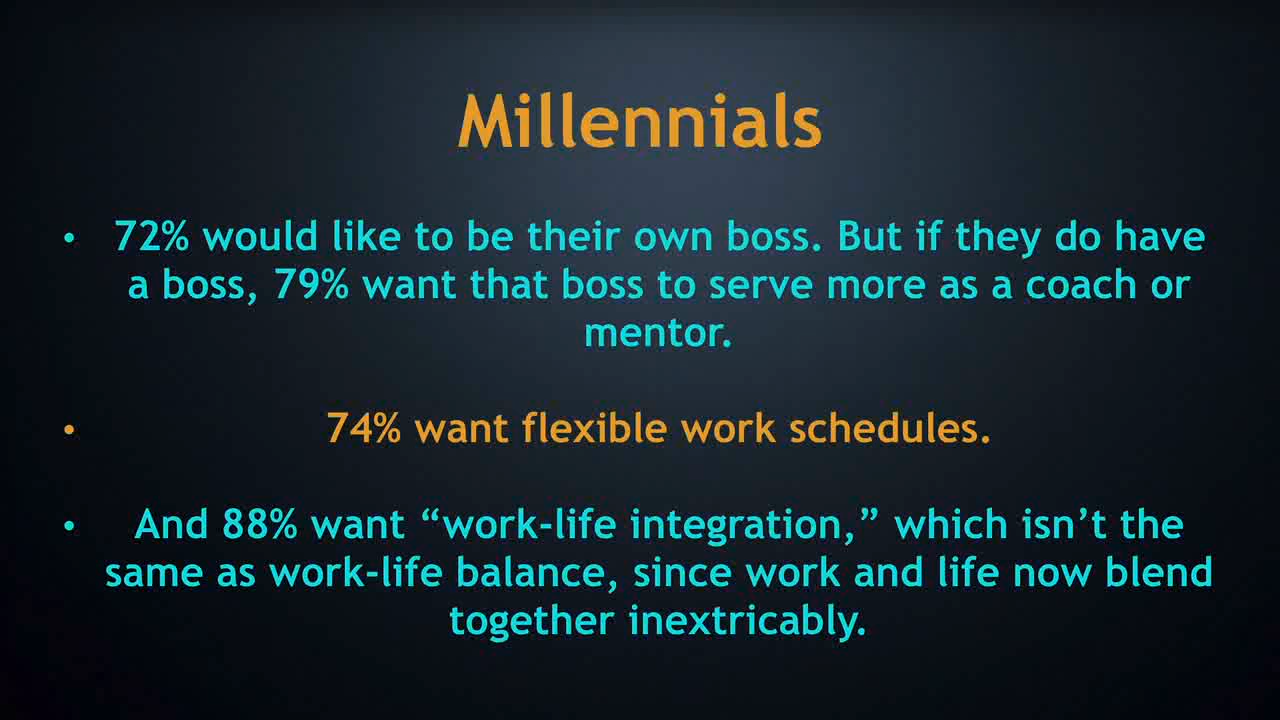 Millennials
• 72% would like to be their own boss. But if they do have
a boss, 79% want that boss to serve more as a coach or
mentor.
• 74% want flexible work schedules.
• And 88% want “work-life integration,” which isn’t the
same as work-life balance, since work and life now blend
together inextricably.